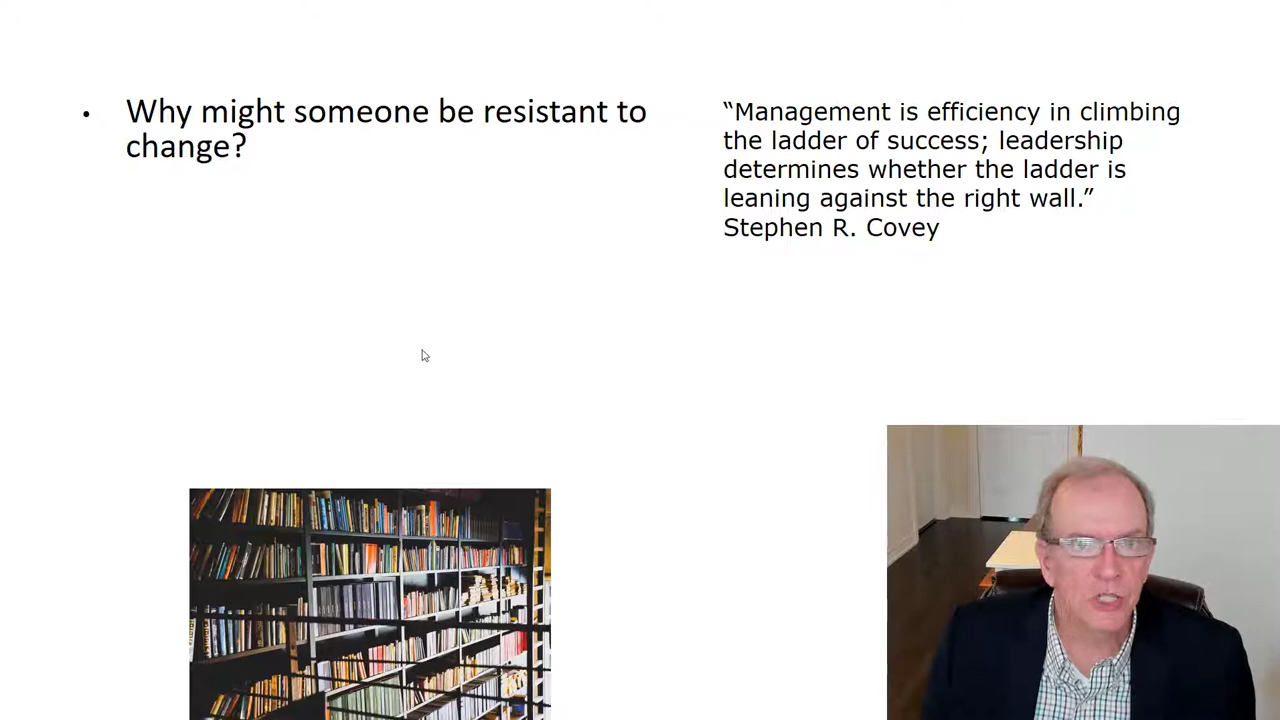 • Why might someone be resistant to
change?
“Management is efficiency in climbing
the ladder of success; leadership
determines whether the ladder is
leaning against the right wall.”
Stephen R. Covey